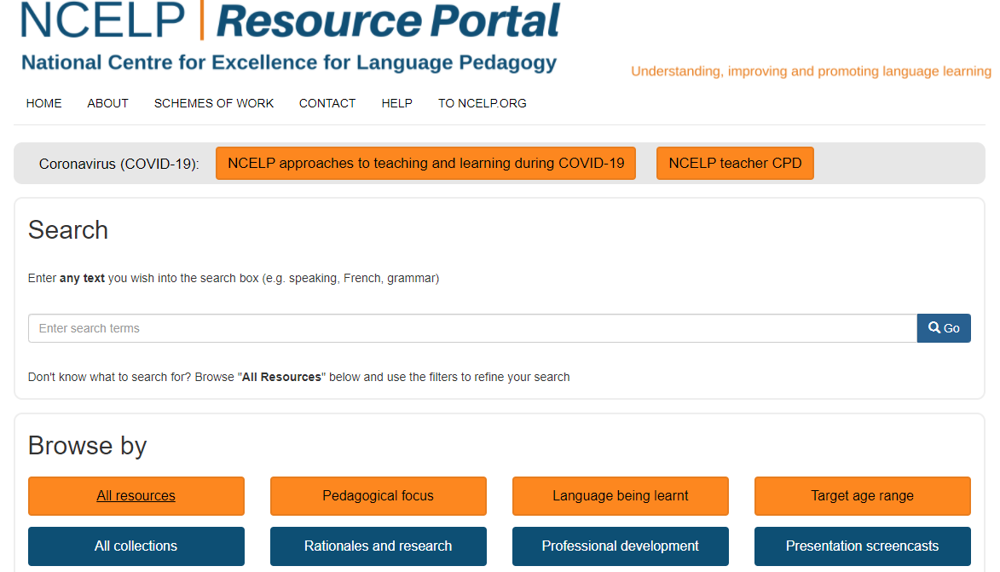 NCELP | Resource Portal
National Centre for Excellence for Language Pedagogy
Understanding, improving and promoting language learning
HOME ABOUT SCHEMES OF WORK CONTACT HELP TO NCELP.ORG
Coronavirus (COVID-19): NCELP approaches to teaching and learning during COVID-19 NCELP teacher CPD
Search
Enter any text you wish into the search box (e.g. speaking, French, grammar)
Enter search terms Go
Don't know what to search for? Browse "All Resources" below and use the filters to refine your search
Browse by
All resources Pedagogical focus Language being learnt Target age range
All collections Rationales and research Professional development Presentation screencasts